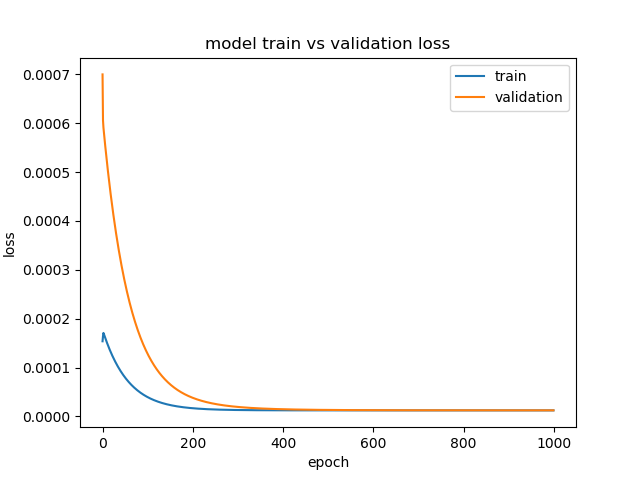 model train vs validation loss
train
validation
0.0007
0.0006
0.0005
0.0004
0.0003
0.0002
0.0001
0.0000
loss
0 200 400 600 800 1000
epoch